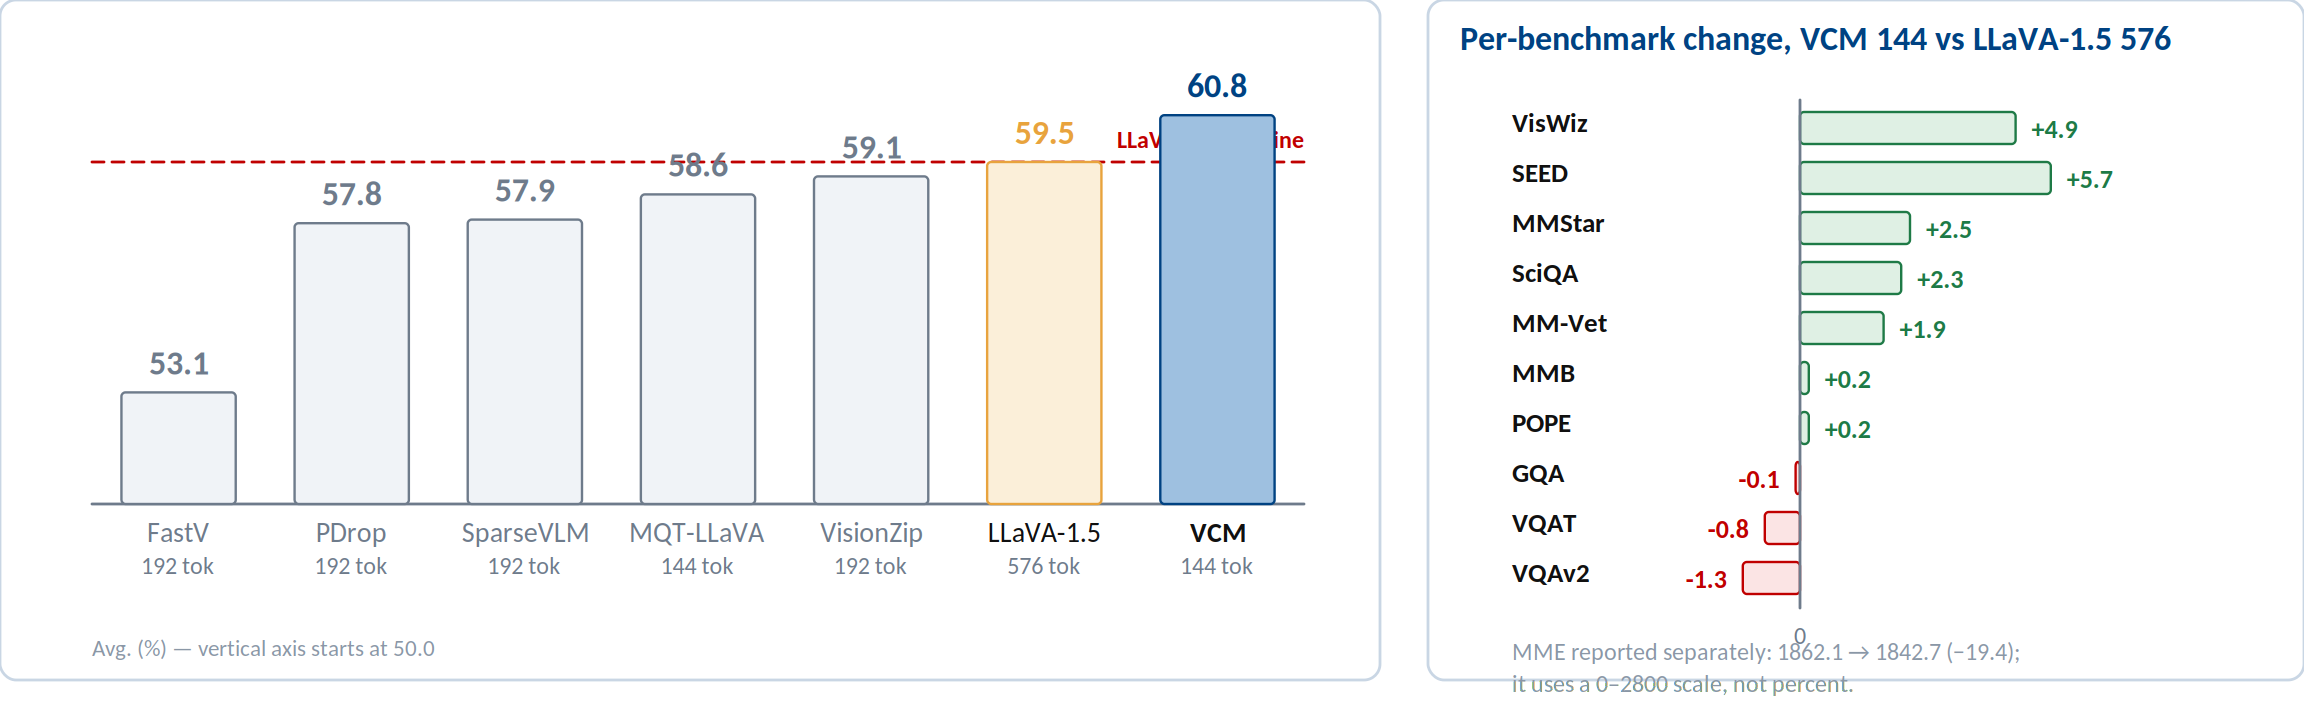 60.8
59.5
LLaV ine
59.1
58.6
57.9
57.8
53.1
FastV
192 tok
PDrop
192 tok
SparseVLM
192 tok
MQT-LLaVA
144 tok
VisionZip
192 tok
LLaVA-1.5
576 tok
VCM
144 tok
Avg. (%) — vertical axis starts at 50.0
Per-benchmark change, VCM 144 vs LLaVA-1.5 576
VisWiz +4.9
SEED +5.7
MMStar +2.5
SciQA +2.3
MM-Vet +1.9
MMB +0.2
POPE +0.2
GQA -0.1
VQAT -0.8
VQAv2 -1.3
0
MME reported separately: 1862.1 → 1842.7 (−19.4);
it uses a 0–2800 scale, not percent.